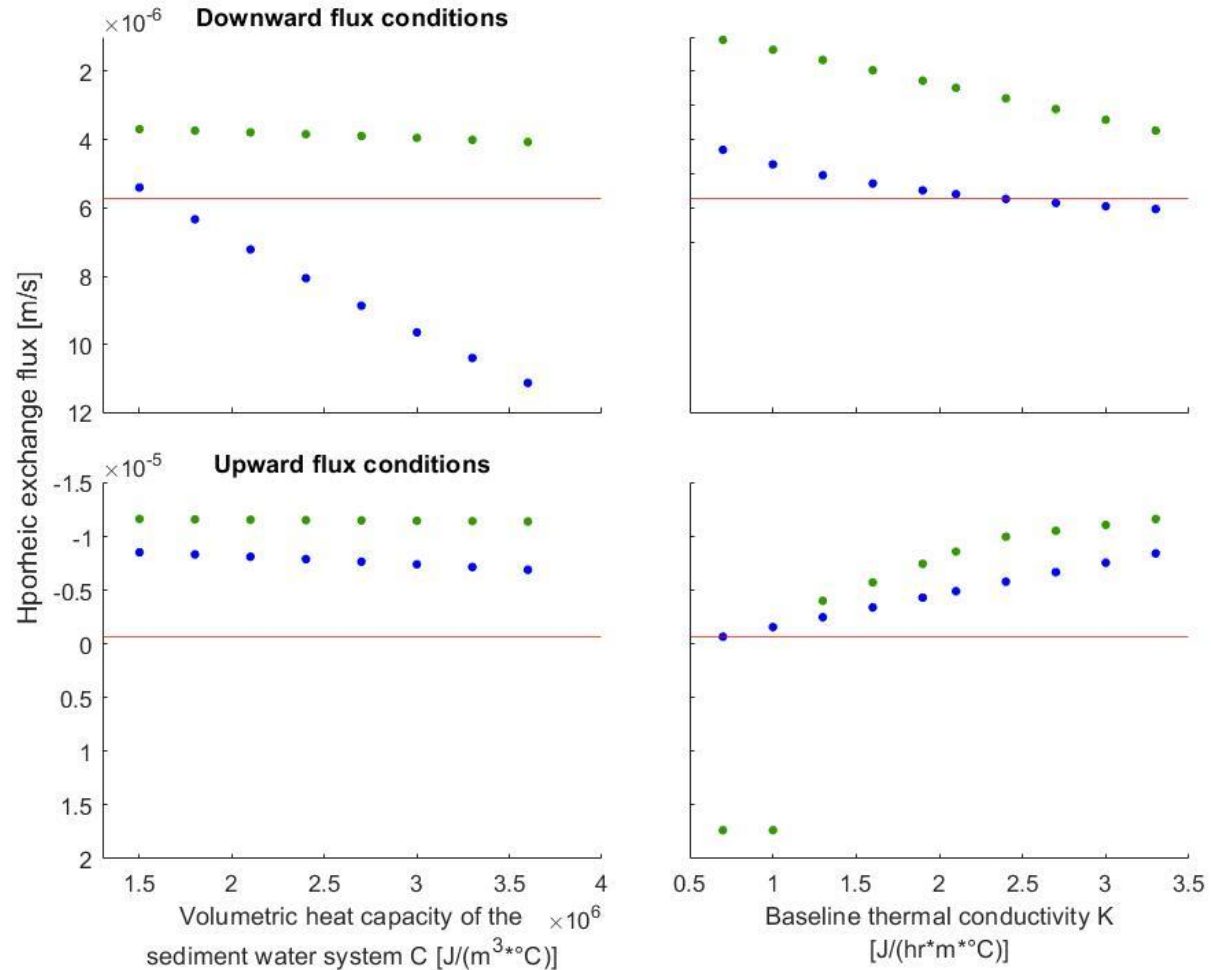 ×10⁻⁶
Downward flux conditions
2
4
6
8
10
12
Hporheic exchange flux [m/s]
×10⁻⁵
Upward flux conditions
-1.5
-1
-0.5
0
0.5
1
1.5
2
1.5 2 2.5 3 3.5 4
Volumetric heat capacity of the ×10⁶
sediment water system C [J/(m³*°C)]
0.5 1 1.5 2 2.5 3 3.5
Baseline thermal conductivity K
[J/(hr*m*°C)]